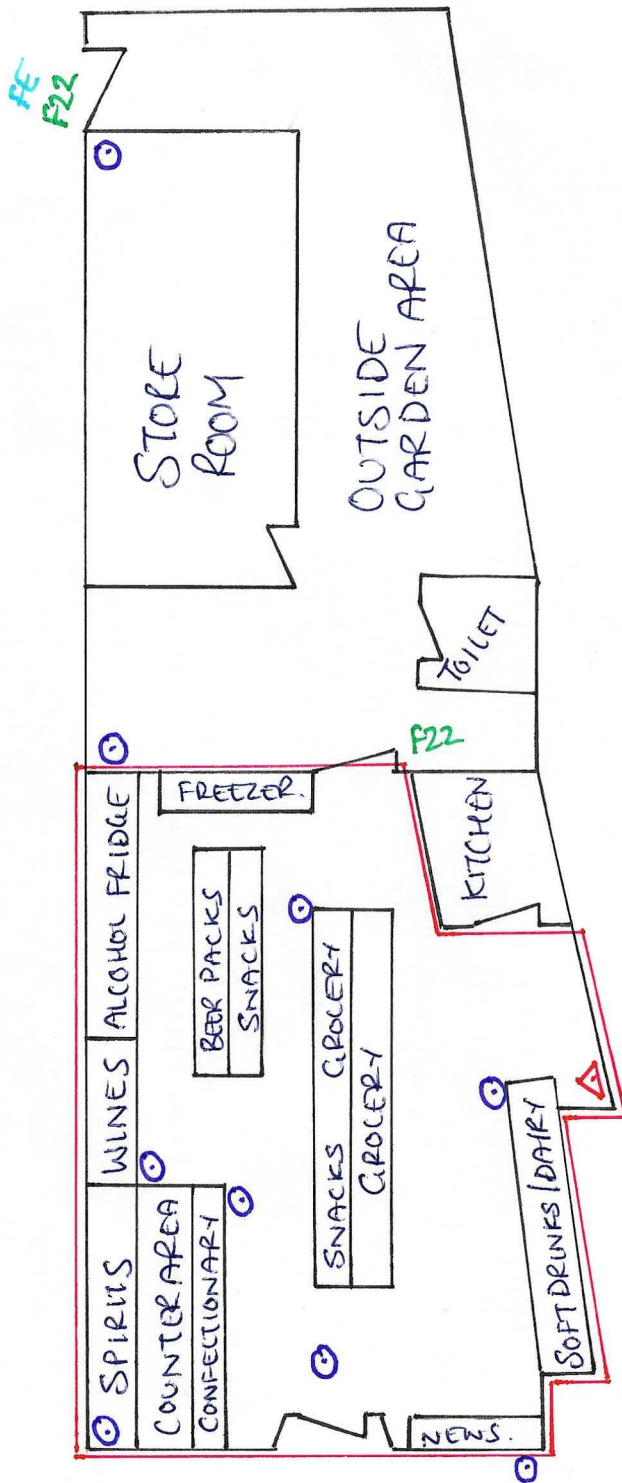 FE
F22
STORE
ROOM
OUTSIDE
GARDEN AREA
TOILET
F22
FREEZER.
KITCHEN
ALCOHOL FRIDGE
BEER PACKS
SNACKS
SNACKS GROCERY
GROCERY
WINES
SPIRITS
COUNTER AREA
CONFECTIONARY
SOFT DRINKS/DAIRY
NEWS.